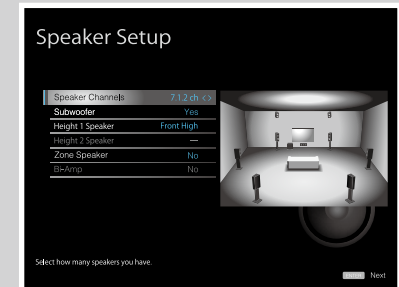 Speaker Setup
Speaker Channels 7.1.2 ch <>
Subwoofer Yes
Height 1 Speaker Front High
Height 2 Speaker —
Zone Speaker No
Bi-Amp No
Select how many speakers you have.
ENTER Next